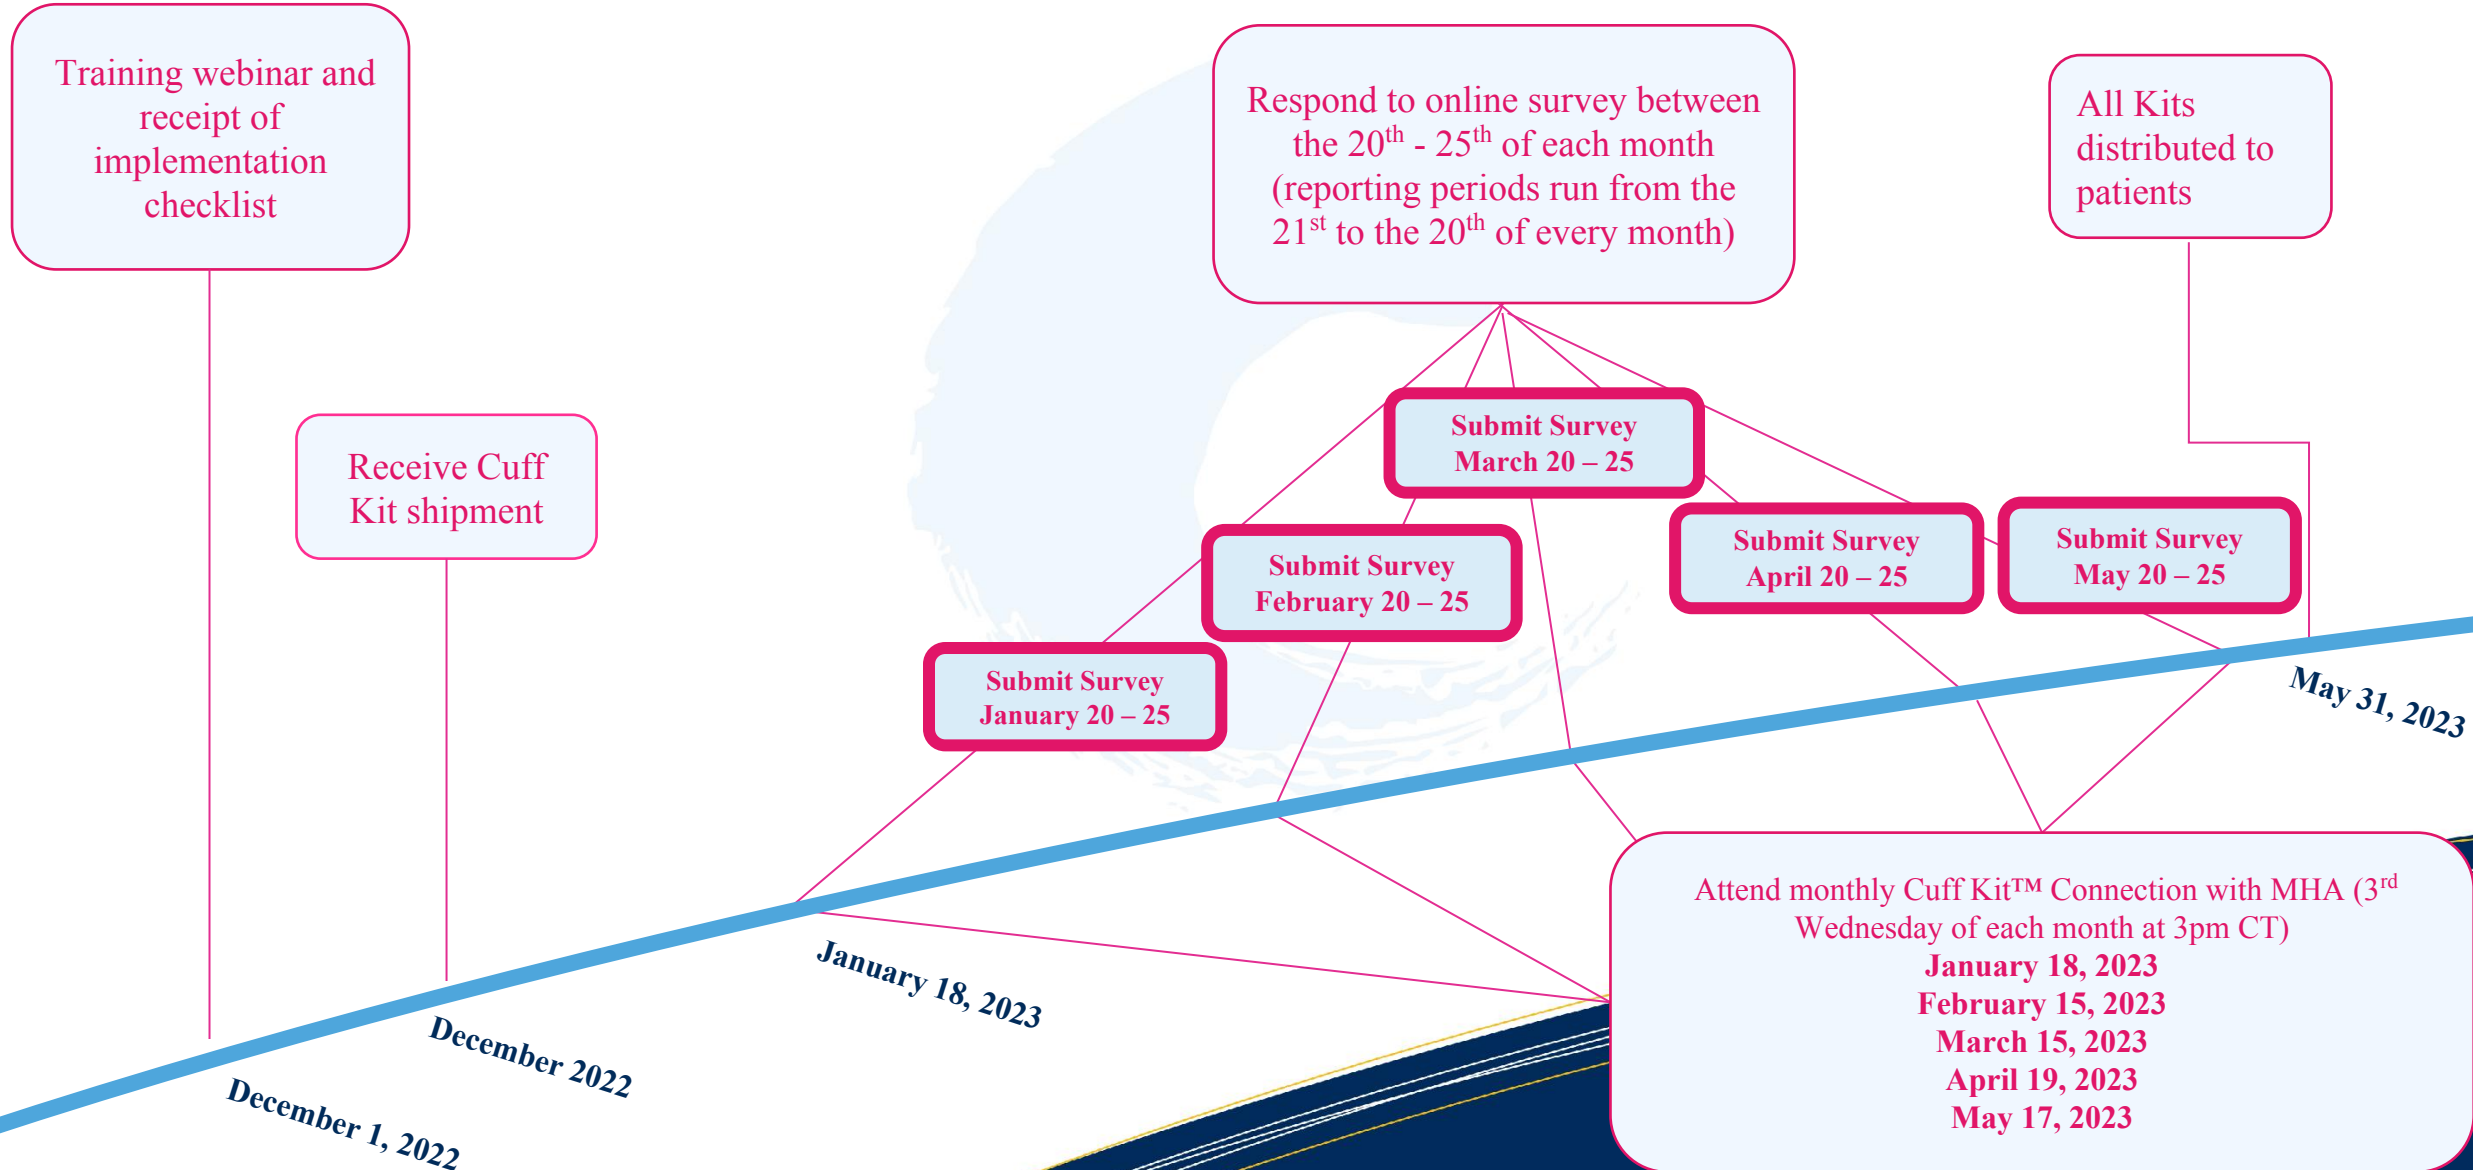 Training webinar and
receipt of
implementation
checklist
Receive Cuff
Kit shipment
Respond to online survey between
the 20th - 25th of each month
(reporting periods run from the
21st to the 20th of every month)
All Kits
distributed to
patients
Submit Survey
March 20 – 25
Submit Survey
February 20 – 25
Submit Survey
April 20 – 25
Submit Survey
May 20 – 25
Submit Survey
January 20 – 25
May 31, 2023
January 18, 2023
December 2022
December 1, 2022
Attend monthly Cuff Kit™ Connection with MHA (3rd
Wednesday of each month at 3pm CT)
January 18, 2023
February 15, 2023
March 15, 2023
April 19, 2023
May 17, 2023